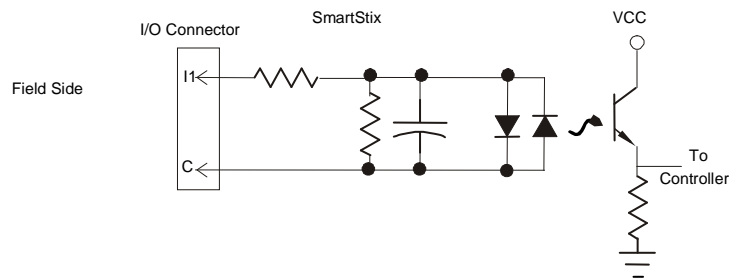 SmartStix
VCC
I/O Connector
I1
Field Side
C
To
Controller